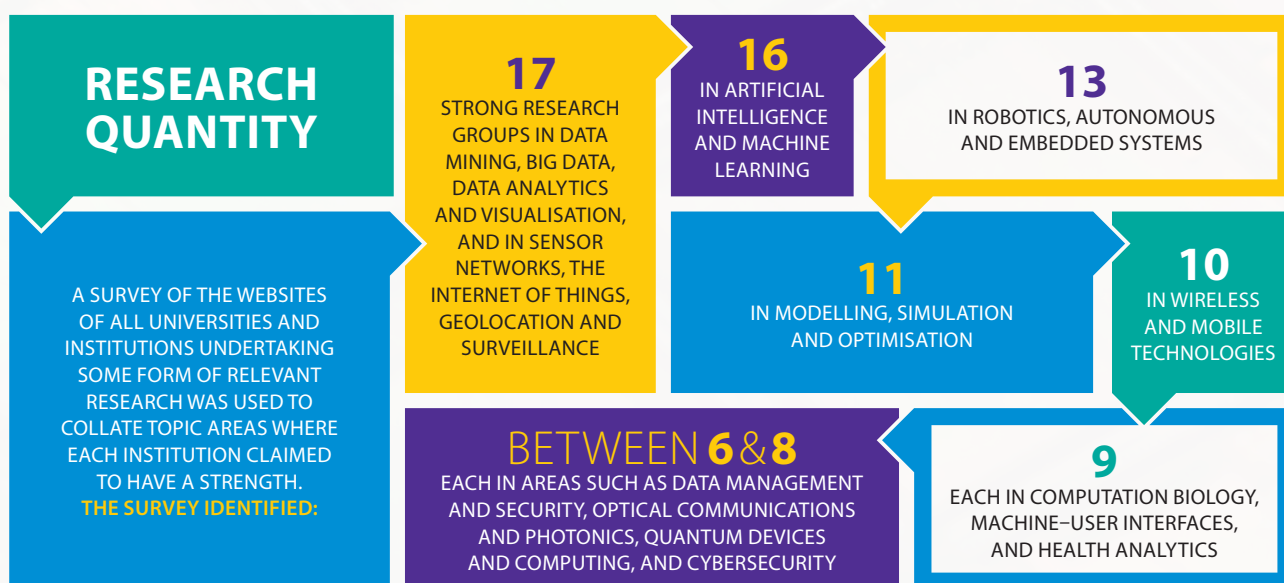 RESEARCH
QUANTITY
A SURVEY OF THE WEBSITES
OF ALL UNIVERSITIES AND
INSTITUTIONS UNDERTAKING
SOME FORM OF RELEVANT
RESEARCH WAS USED TO
COLLATE TOPIC AREAS WHERE
EACH INSTITUTION CLAIMED
TO HAVE A STRENGTH.
THE SURVEY IDENTIFIED:
17
STRONG RESEARCH
GROUPS IN DATA
MINING, BIG DATA,
DATA ANALYTICS
AND VISUALISATION,
AND IN SENSOR
NETWORKS, THE
INTERNET OF THINGS,
GEOLOCATION AND
SURVEILLANCE
16
IN ARTIFICIAL
INTELLIGENCE
AND MACHINE
LEARNING
13
IN ROBOTICS, AUTONOMOUS
AND EMBEDDED SYSTEMS
11
IN MODELLING, SIMULATION
AND OPTIMISATION
10
IN WIRELESS
AND MOBILE
TECHNOLOGIES
9
EACH IN COMPUTATION BIOLOGY,
MACHINE–USER INTERFACES,
AND HEALTH ANALYTICS
BETWEEN 6 & 8
EACH IN AREAS SUCH AS DATA MANAGEMENT
AND SECURITY, OPTICAL COMMUNICATIONS
AND PHOTONICS, QUANTUM DEVICES
AND COMPUTING, AND CYBERSECURITY